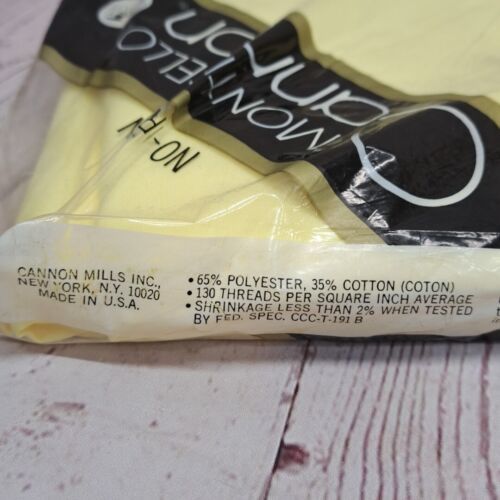 Cannon
MONTICELLO
NO-IRON
CANNON MILLS INC.,
NEW YORK, N.Y. 10020
MADE IN U.S.A.
• 65% POLYESTER, 35% COTTON (COTON)
• 130 THREADS PER SQUARE INCH AVERAGE
• SHRINKAGE LESS THAN 2% WHEN TESTED
BY FED. SPEC. CCC-T-191 B